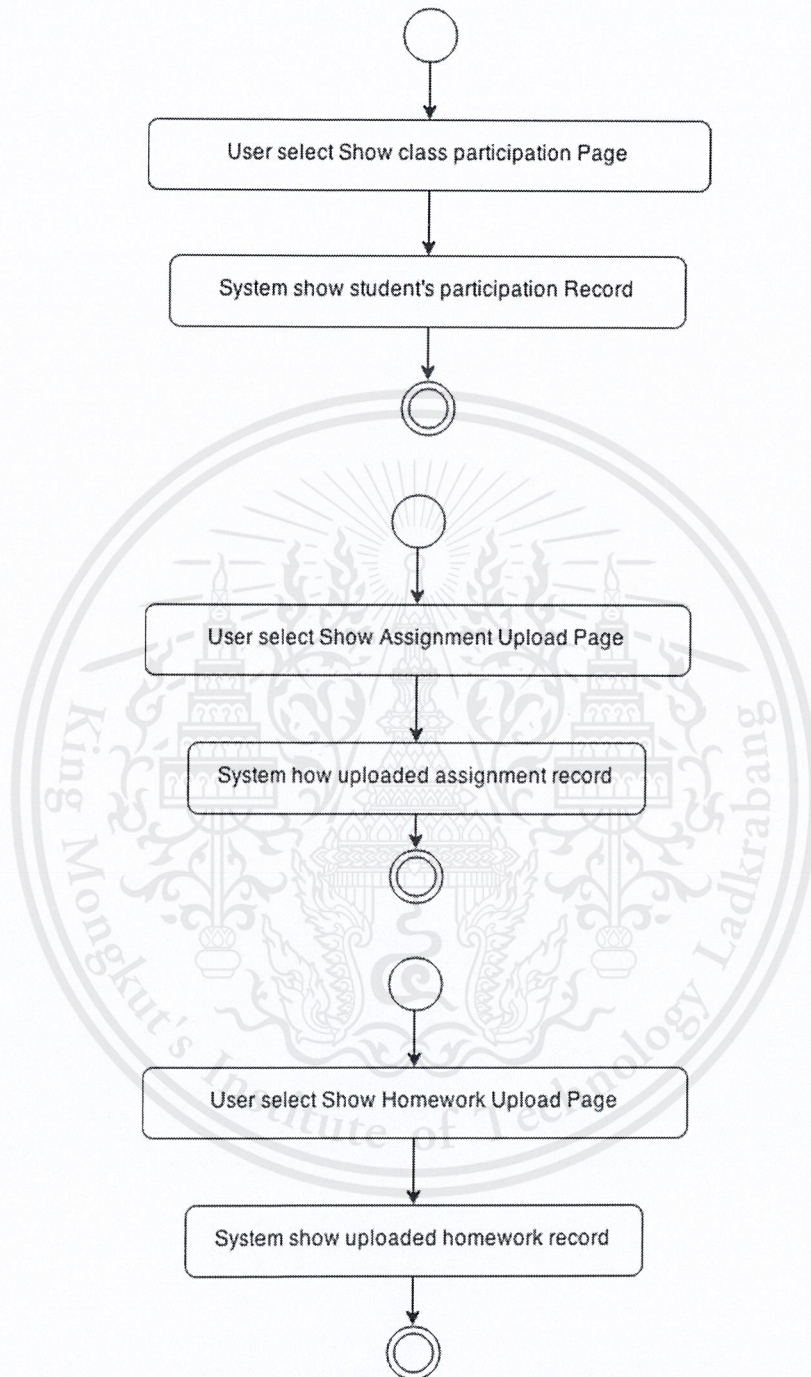 User select Show class participation Page
System show student's participation Record
User select Show Assignment Upload Page
System how uploaded assignment record
User select Show Homework Upload Page
System show uploaded homework record
King Mongkut's Institute of Technology Ladkrabang